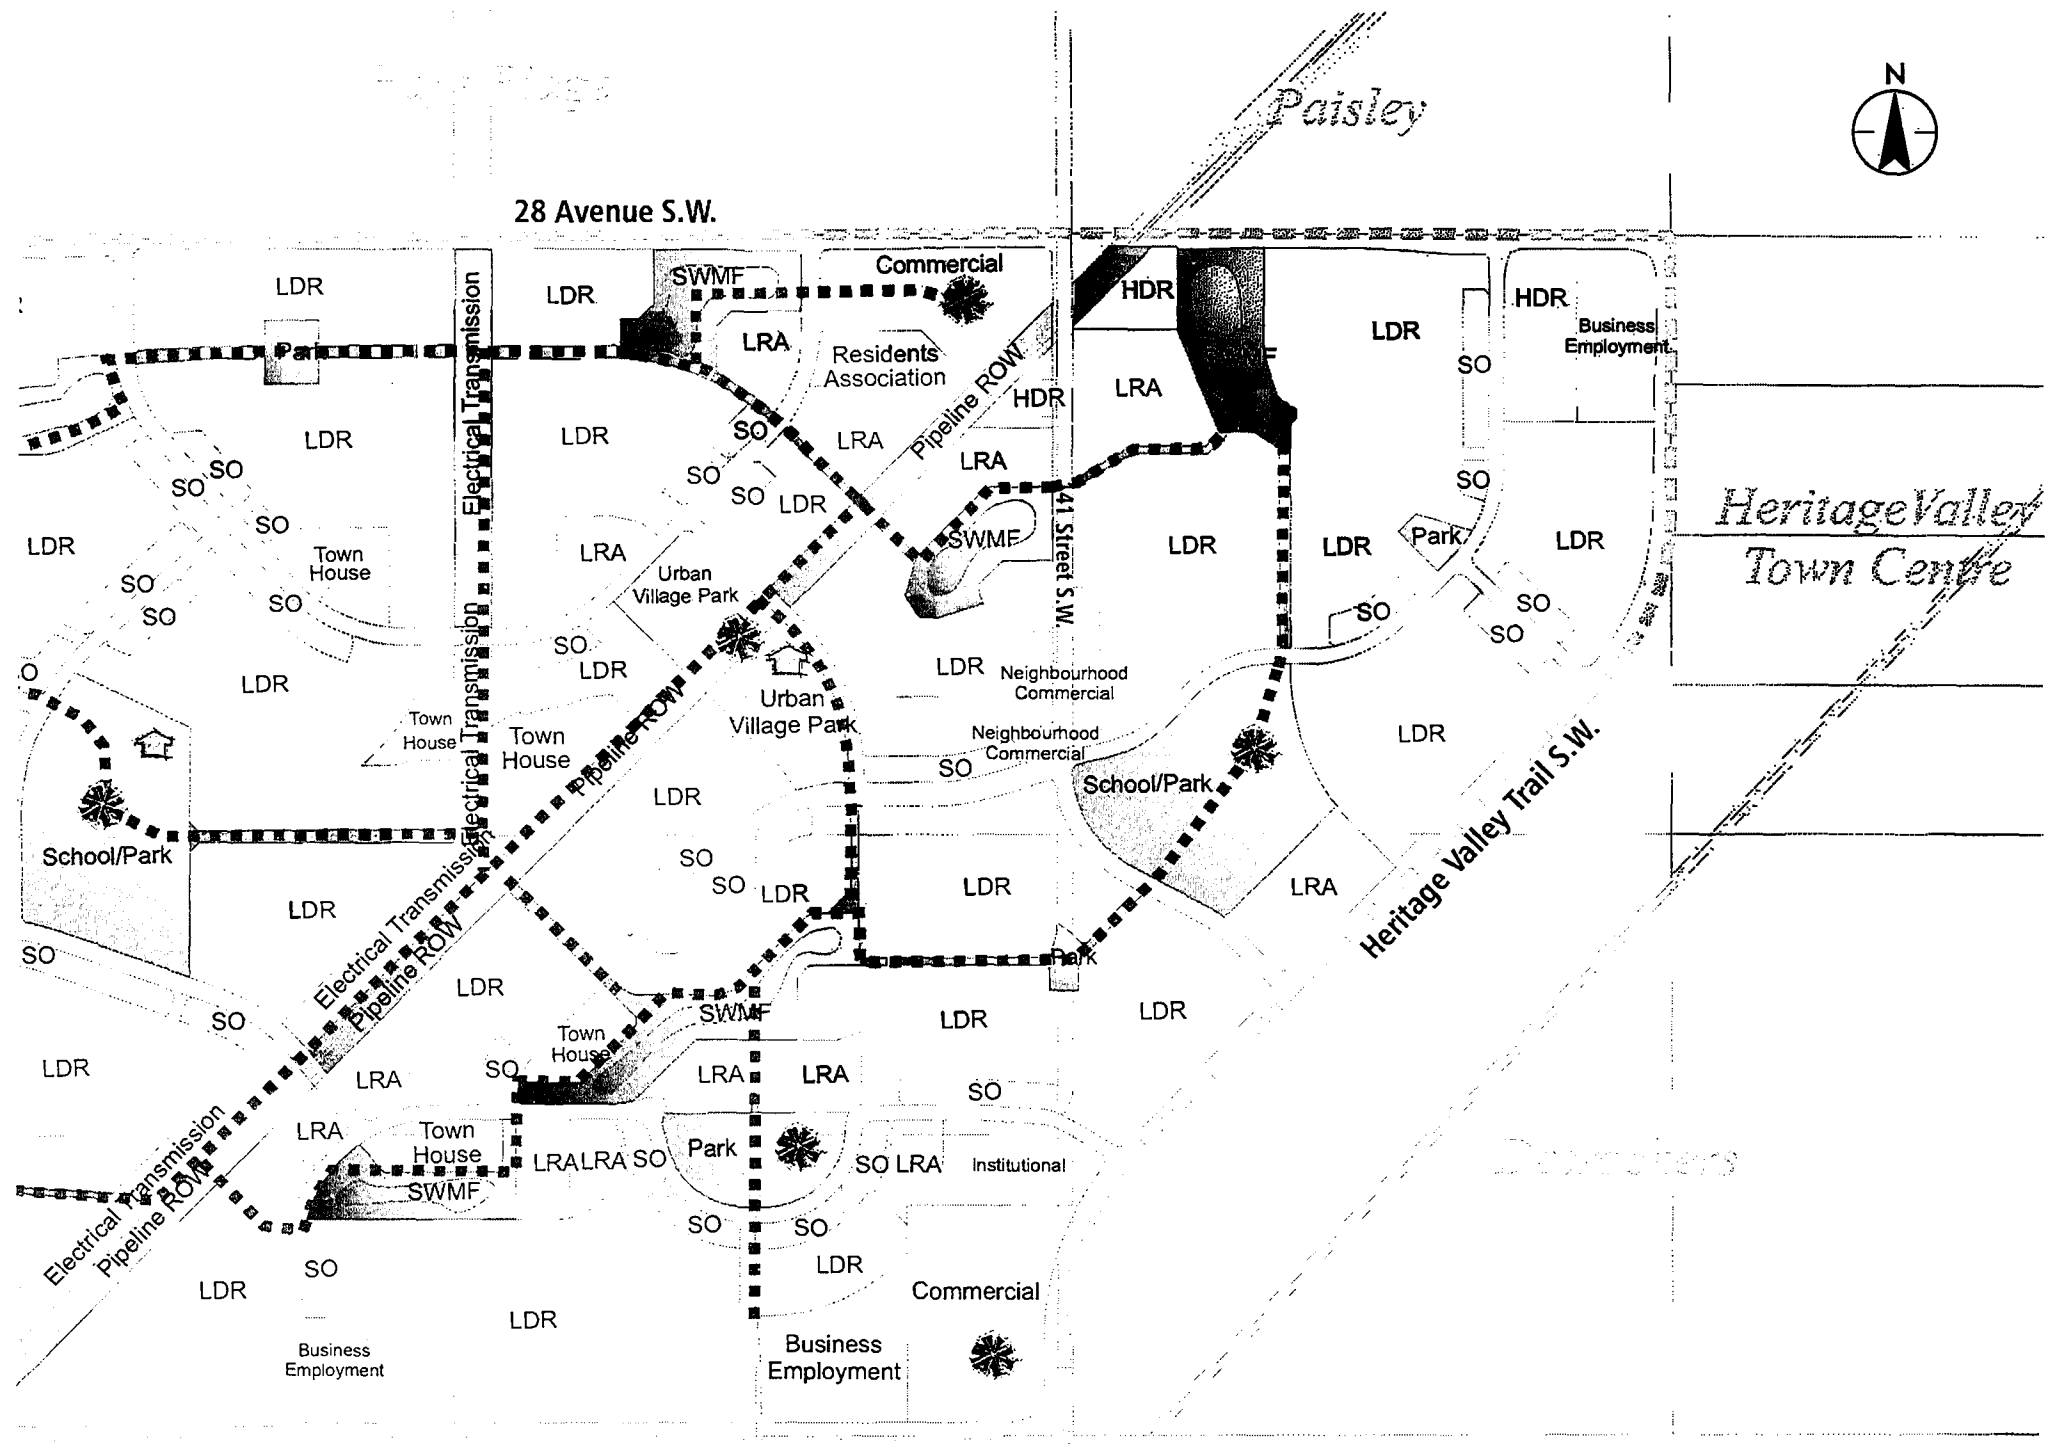 Paisley
N
28 Avenue S.W.
LDR
LDR
SWMF
Commercial
HDR
LDR
HDR
Business
Employment
Electrical Transmission
Park
LRA
Residents
Association
Pipeline ROW
HDR
LRA
SO
LDR
LDR
SO
LRA
LRA
SO
SO
SO
SO
SO
LDR
SO
HeritageValley
Town Centre
LDR
SO
Town
House
LRA
SWMF
41 Street S.W.
LDR
LDR
Park
LDR
SO
SO
SO
Urban
Village Park
SO
SO
SO
Electrical Transmission
SO
LDR
LDR
SO
LDR
Neighbourhood
Commercial
Urban
Village Park
Pipeline ROW
Town
House
Town
House
Neighbourhood
Commercial
LDR
SO
School/Park
Heritage Valley Trail S.W.
LDR
School/Park
SO
SO
LDR
LDR
LRA
LDR
Electrical Transmission
Pipeline ROW
SO
Park
LDR
SO
SWMF
LDR
LDR
Town
House
LDR
SO
LRA
LRA
LRA
SO
LRA
Town
House
Electrical Transmission
Pipeline ROW
SWMF
LRA
LRA
SO
Park
SO
LRA
Institutional
SO
SO
SO
LDR
LDR
LDR
Commercial
Business
Employment
Business
Employment